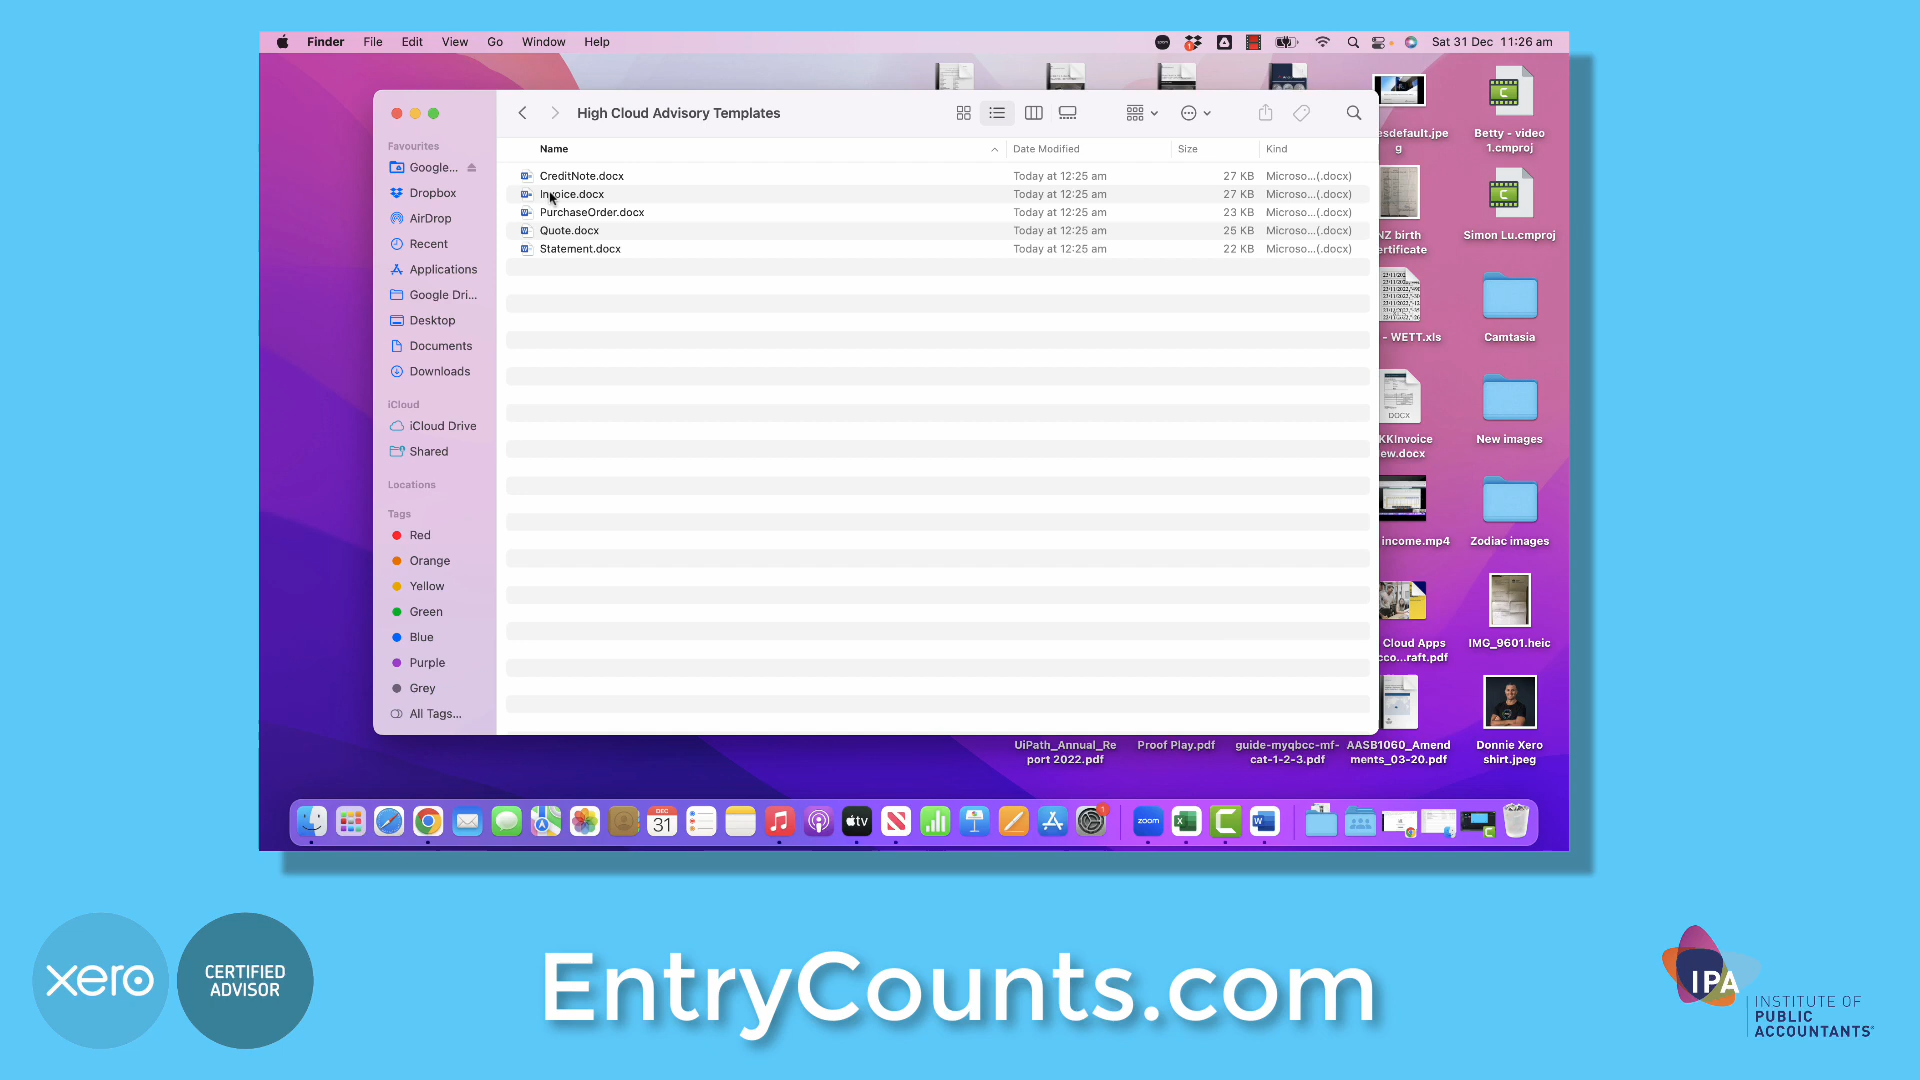 Finder File Edit View Go Window Help
Sat 31 Dec 11:26 am
High Cloud Advisory Templates
Favourites
Google...
Dropbox
AirDrop
Recent
Applications
Google Dri...
Desktop
Documents
Downloads
iCloud
iCloud Drive
Shared
Locations
Tags
Red
Orange
Yellow
Green
Blue
Purple
Grey
All Tags...
Name Date Modified Size Kind
CreditNote.docx Today at 12:25 am 27 KB Microso...(.docx)
Invoice.docx Today at 12:25 am 27 KB Microso...(.docx)
PurchaseOrder.docx Today at 12:25 am 23 KB Microso...(.docx)
Quote.docx Today at 12:25 am 25 KB Microso...(.docx)
Statement.docx Today at 12:25 am 22 KB Microso...(.docx)
esdefault.jpe
g
Betty - video
1.cmproj
NZ birth
ertificate
Simon Lu.cmproj
- WETT.xls
Camtasia
DOCX
KKInvoice
ew.docx
New images
income.mp4
Zodiac images
Cloud Apps
cco...raft.pdf
IMG_9601.heic
UiPath_Annual_Re
port 2022.pdf
Proof Play.pdf
guide-myqbcc-mf-
cat-1-2-3.pdf
AASB1060_Amend
ments_03-20.pdf
Donnie Xero
shirt.jpeg
DEC
31
tv
1
zoom
xero
CERTIFIED
ADVISOR
EntryCounts.com
IPA
INSTITUTE OF
PUBLIC
ACCOUNTANTS